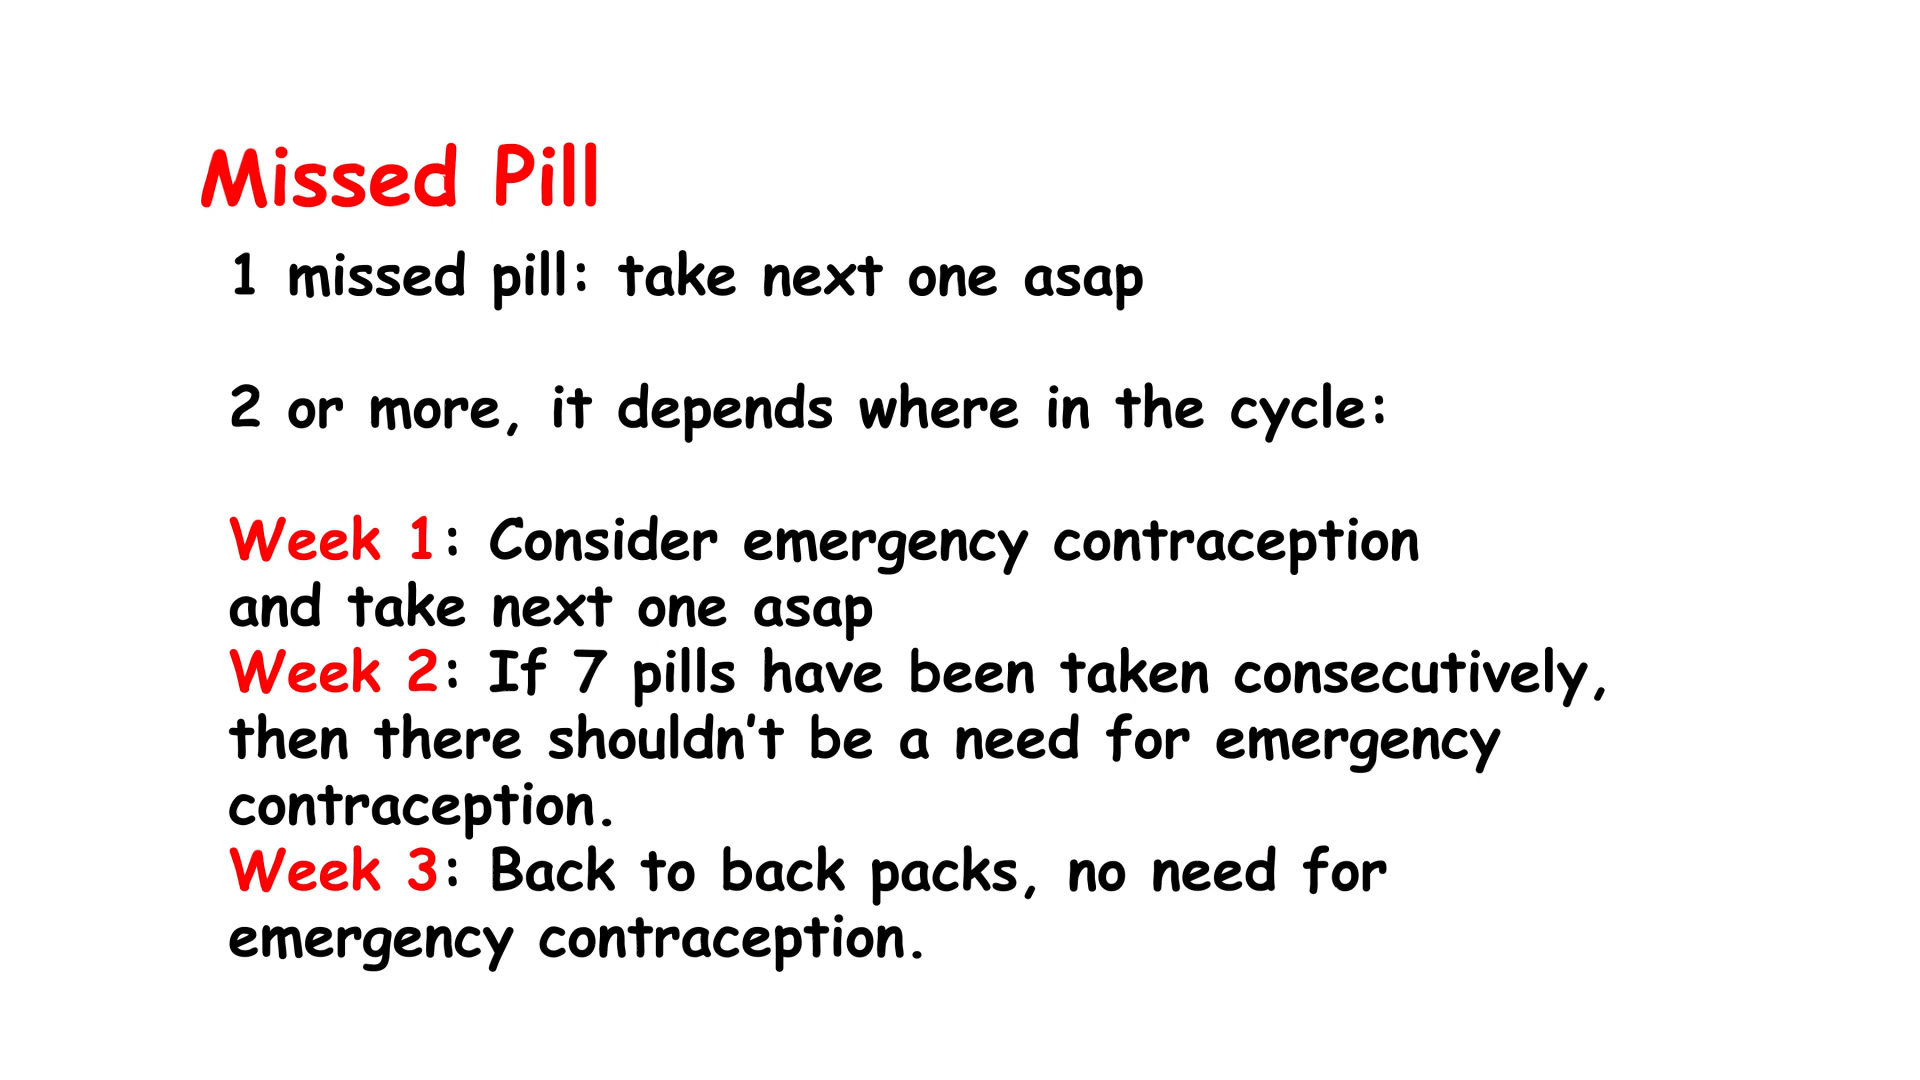 Missed Pill
1 missed pill: take next one asap
2 or more, it depends where in the cycle:
Week 1: Consider emergency contraception
and take next one asap
Week 2: If 7 pills have been taken consecutively,
then there shouldn't be a need for emergency
contraception.
Week 3: Back to back packs, no need for
emergency contraception.